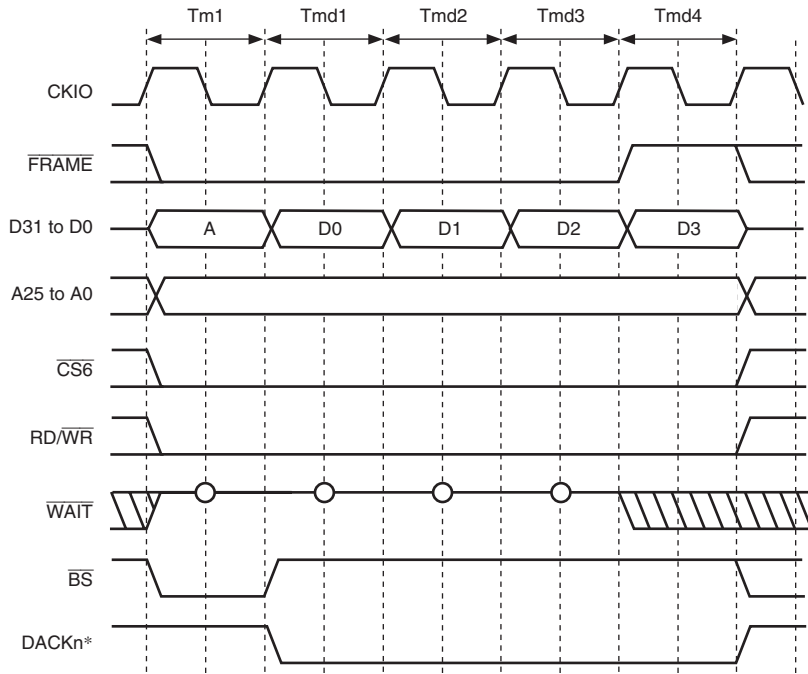 Tm1 Tmd1 Tmd2 Tmd3 Tmd4
CKIO
FRAME
D31 to D0 A D0 D1 D2 D3
A25 to A0
CS6
RD/WR
WAIT
BS
DACKn*